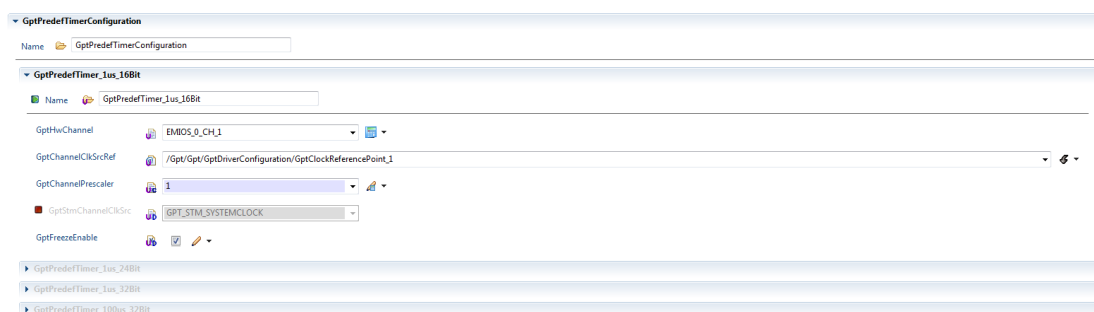 GptPredefTimerConfiguration
Name GptPredefTimerConfiguration
GptPredefTimer_1us_16Bit
Name GptPredefTimer_1us_16Bit
GptHwChannel EMIOS_0_CH_1
GptChannelClkSrcRef /Gpt/Gpt/GptDriverConfiguration/GptClockReferencePoint_1
GptChannelPrescaler 1
GptStmChannelClkSrc GPT_STM_SYSTEMCLOCK
GptFreezeEnable
GptPredefTimer_1us_24Bit
GptPredefTimer_1us_32Bit
GptPredefTimer_100us_32Bit